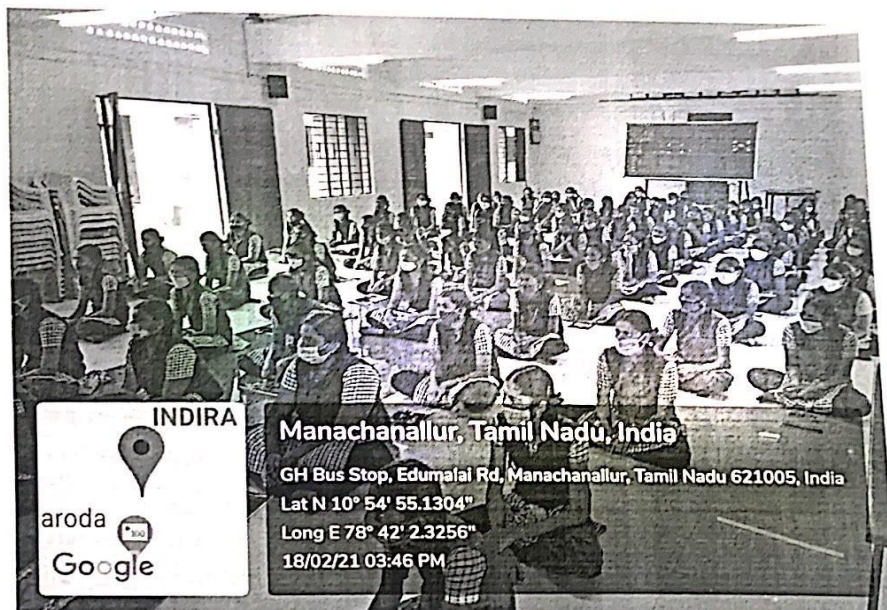 INDIRA
aroda
Google
Manachanallur, Tamil Nadu, India
GH Bus Stop, Edumalai Rd, Manachanallur, Tamil Nadu 621005, India
Lat N 10° 54' 55.1304"
Long E 78° 42' 2.3256"
18/02/21 03:46 PM